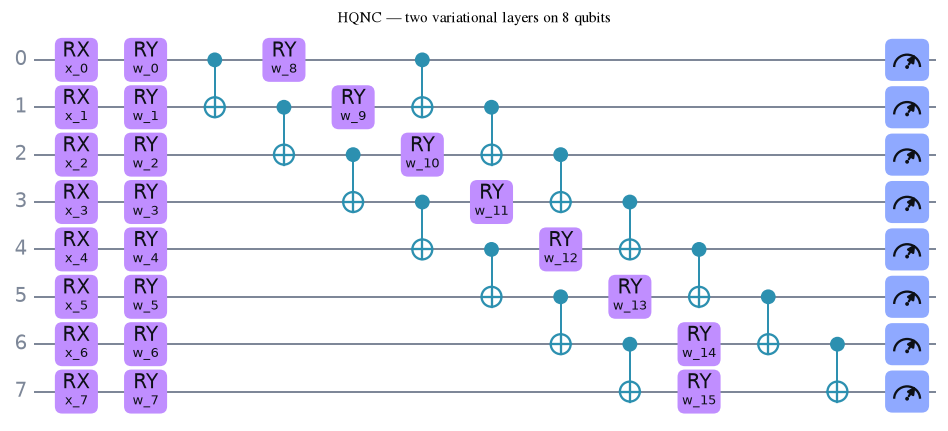 HQNC — two variational layers on 8 qubits
0 RX x_0 RY w_0 RY w_8
1 RX x_1 RY w_1 RY w_9
2 RX x_2 RY w_2 RY w_10
3 RX x_3 RY w_3 RY w_11
4 RX x_4 RY w_4 RY w_12
5 RX x_5 RY w_5 RY w_13
6 RX x_6 RY w_6 RY w_14
7 RX x_7 RY w_7 RY w_15